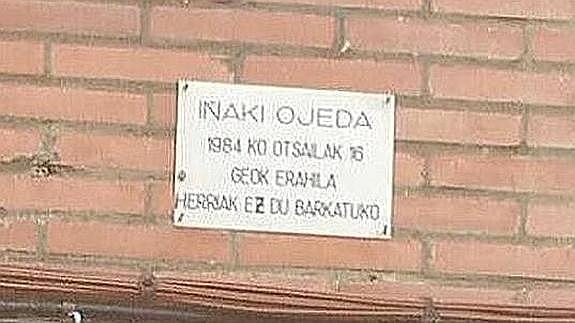 IÑAKI OJEDA
1984 KO OTSAILAK 16
GEOK ERAHILA
HERRIAK EZ DU BARKATUKO